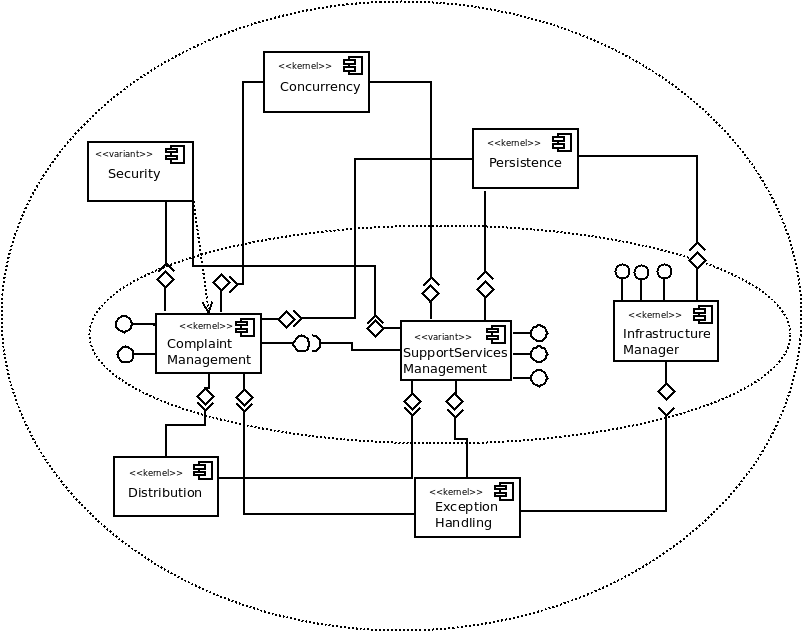 <<kernel>>
Concurrency
<<kernel>>
Persistence
<<variant>>
Security
<<kernel>>
Complaint
Management
<<variant>>
SupportServices
Management
<<kernel>>
Infrastructure
Manager
<<kernel>>
Distribution
<<kernel>>
Exception
Handling